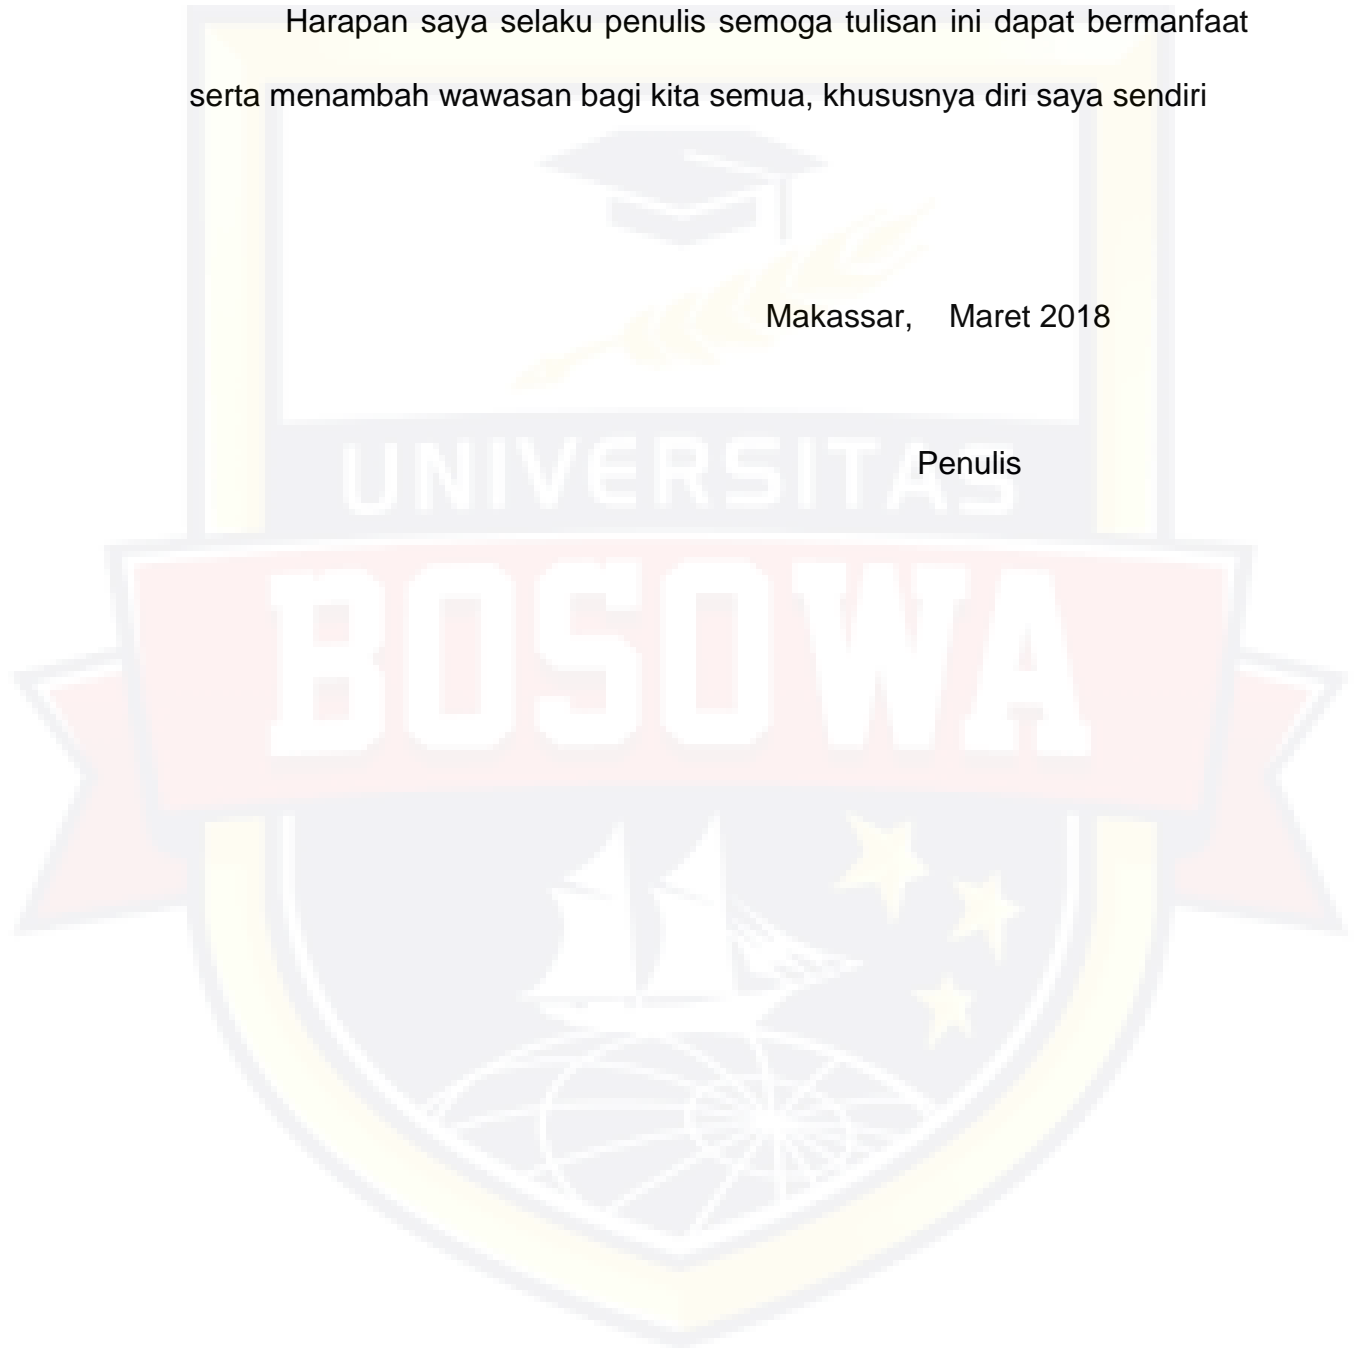 Harapan saya selaku penulis semoga tulisan ini dapat bermanfaat
serta menambah wawasan bagi kita semua, khususnya diri saya sendiri
Makassar,    Maret 2018
Penulis
UNIVERSITAS
BOSOWA